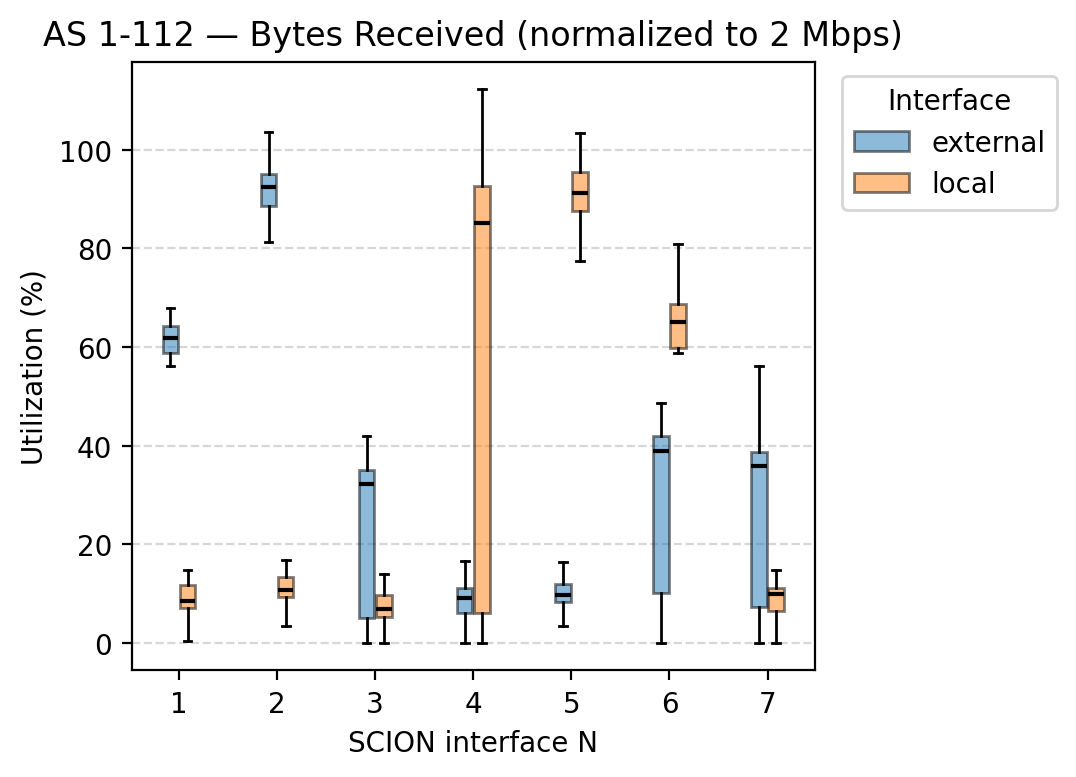 AS 1-112 — Bytes Received (normalized to 2 Mbps)
Interface
external
local
Utilization (%)
100
80
60
40
20
0
1 2 3 4 5 6 7
SCION interface N